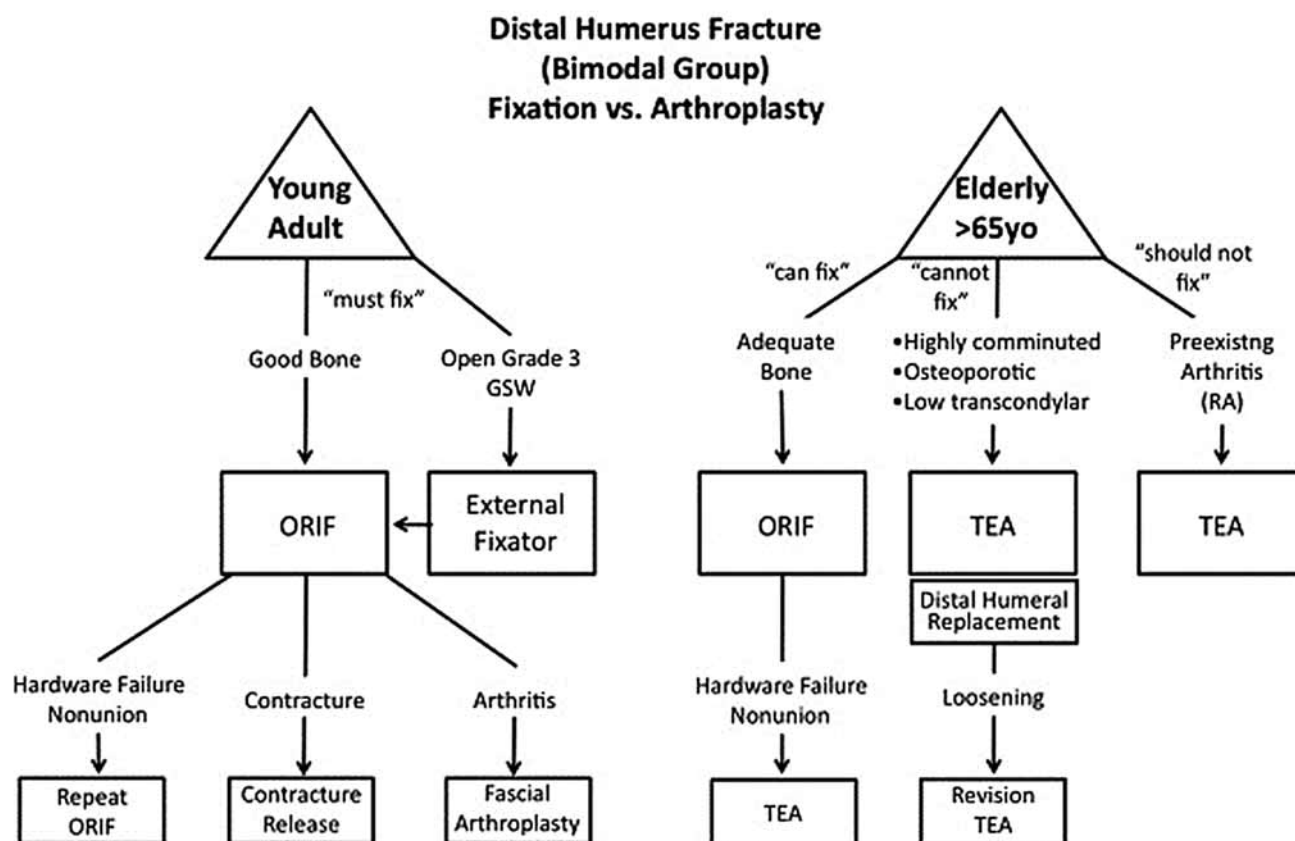 Distal Humerus Fracture
(Bimodal Group)
Fixation vs. Arthroplasty
Young
Adult
"must fix"
Good Bone
Open Grade 3
GSW
ORIF
External
Fixator
Hardware Failure
Nonunion
Contracture
Arthritis
Repeat
ORIF
Contracture
Release
Fascial
Arthroplasty
Elderly
>65yo
"can fix"
"cannot
fix"
"should not
fix"
Adequate
Bone
•Highly comminuted
•Osteoporotic
•Low transcondylar
Preexistng
Arthritis
(RA)
ORIF
TEA
TEA
Distal Humeral
Replacement
Hardware Failure
Nonunion
Loosening
TEA
Revision
TEA